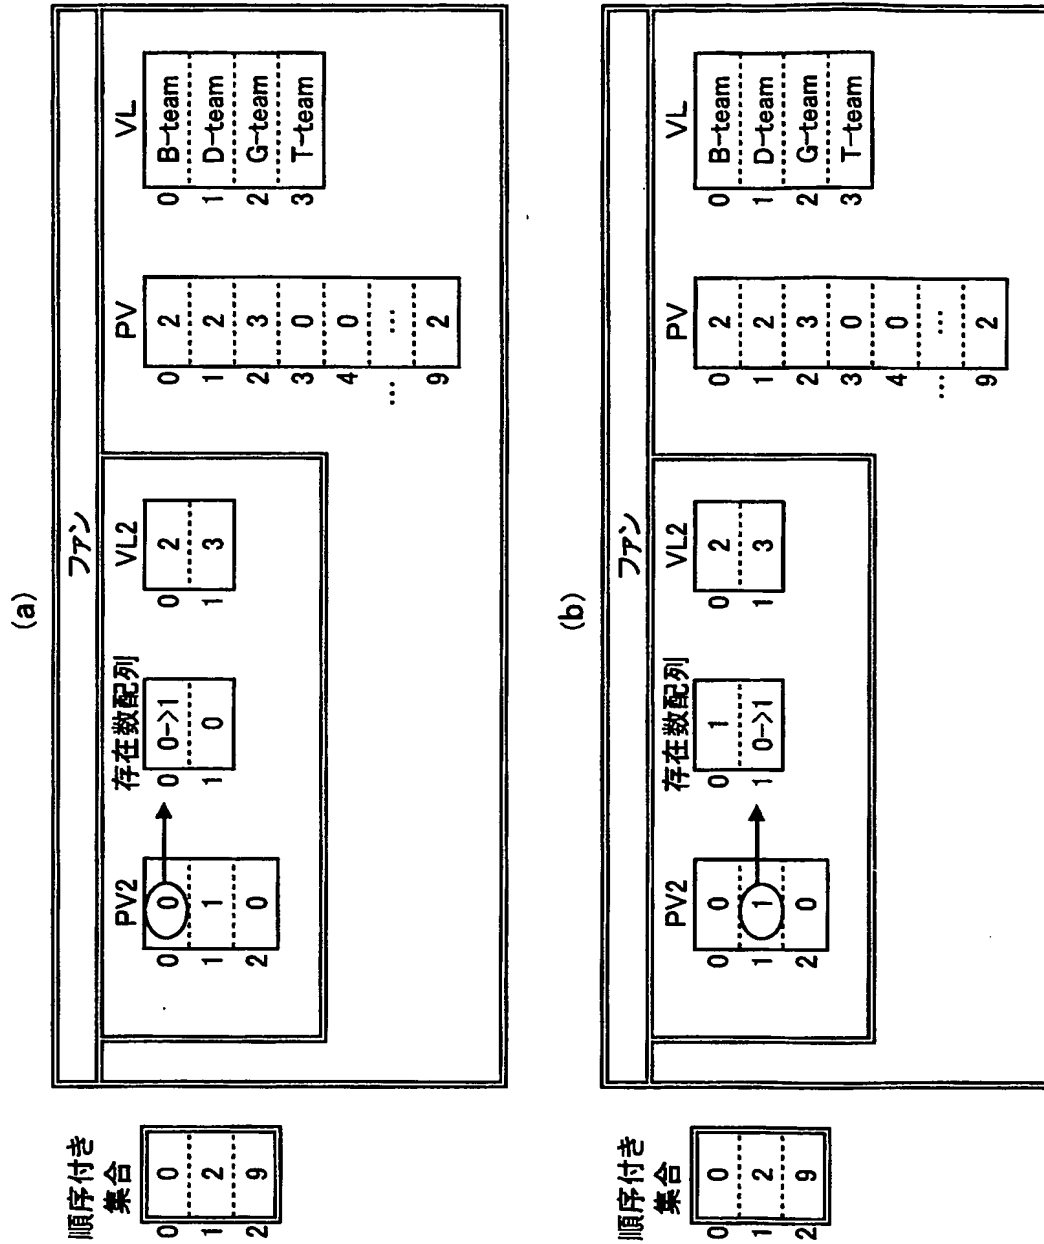 (a)
順序付き
集合
0 0
1 2
2 9
ファン
PV2
0 0
1 1
2 0
存在数配列
0 0->1
1 0
VL2
0 2
1 3
PV
0 2
1 2
2 3
3 0
4 0
... ...
9 2
VL
0 B-team
1 D-team
2 G-team
3 T-team
(b)
順序付き
集合
0 0
1 2
2 9
ファン
PV2
0 0
1 1
2 0
存在数配列
0 1
1 0->1
VL2
0 2
1 3
PV
0 2
1 2
2 3
3 0
4 0
... ...
9 2
VL
0 B-team
1 D-team
2 G-team
3 T-team